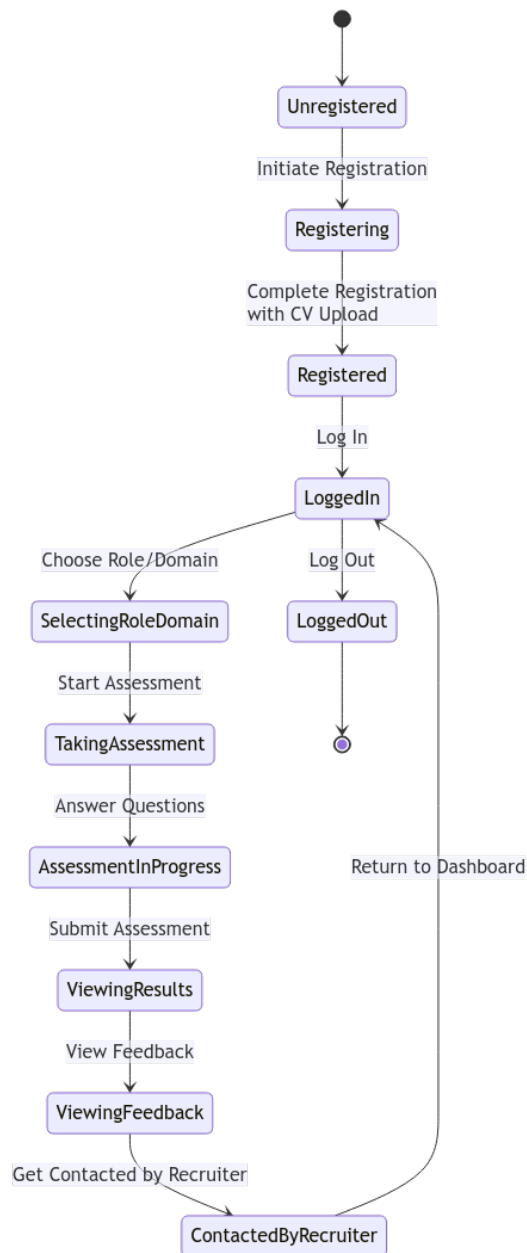 Unregistered
Initiate Registration
Registering
Complete Registration
with CV Upload
Registered
Log In
LoggedIn
Choose Role/Domain
Log Out
SelectingRoleDomain
LoggedOut
Start Assessment
TakingAssessment
Answer Questions
AssessmentInProgress
Return to Dashboard
Submit Assessment
ViewingResults
View Feedback
ViewingFeedback
Get Contacted by Recruiter
ContactedByRecruiter